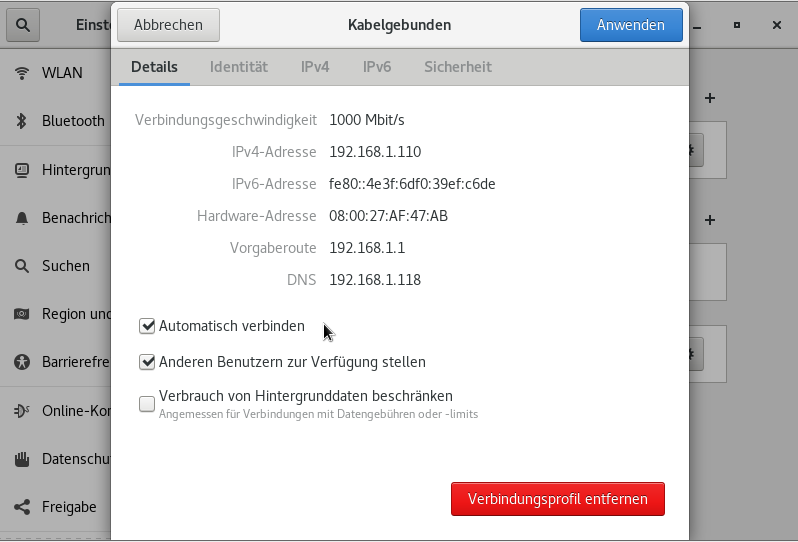 Abbrechen
Kabelgebunden
Anwenden
Einst
Details
Identität
IPv4
IPv6
Sicherheit
WLAN
Bluetooth
Hintergrun
Benachrich
Suchen
Region und
Barrierefre
Online-Kon
Datenschu
Freigabe
Verbindungsgeschwindigkeit 1000 Mbit/s
IPv4-Adresse 192.168.1.110
IPv6-Adresse fe80::4e3f:6df0:39ef:c6de
Hardware-Adresse 08:00:27:AF:47:AB
Vorgaberoute 192.168.1.1
DNS 192.168.1.118
Automatisch verbinden
Anderen Benutzern zur Verfügung stellen
Verbrauch von Hintergrunddaten beschränken
Angemessen für Verbindungen mit Datengebühren oder -limits
Verbindungsprofil entfernen